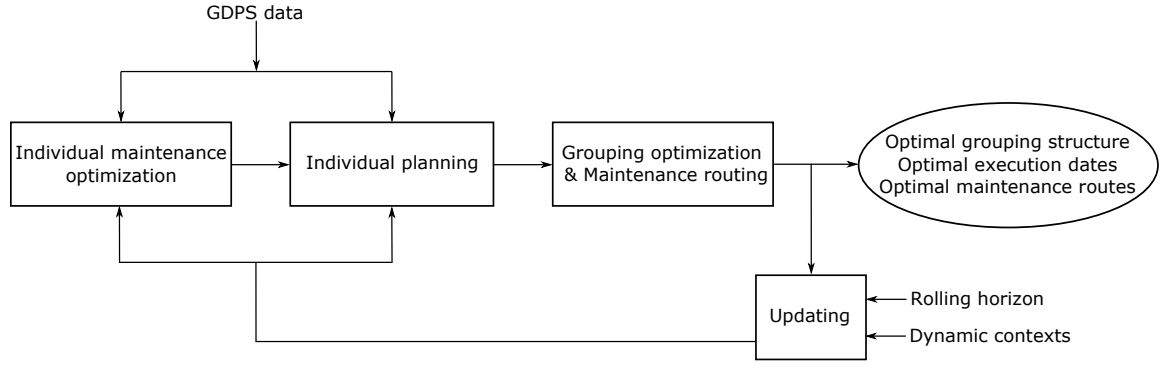 GDPS data
Individual maintenance
optimization
Individual planning
Grouping optimization
& Maintenance routing
Optimal grouping structure
Optimal execution dates
Optimal maintenance routes
Updating
Rolling horizon
Dynamic contexts